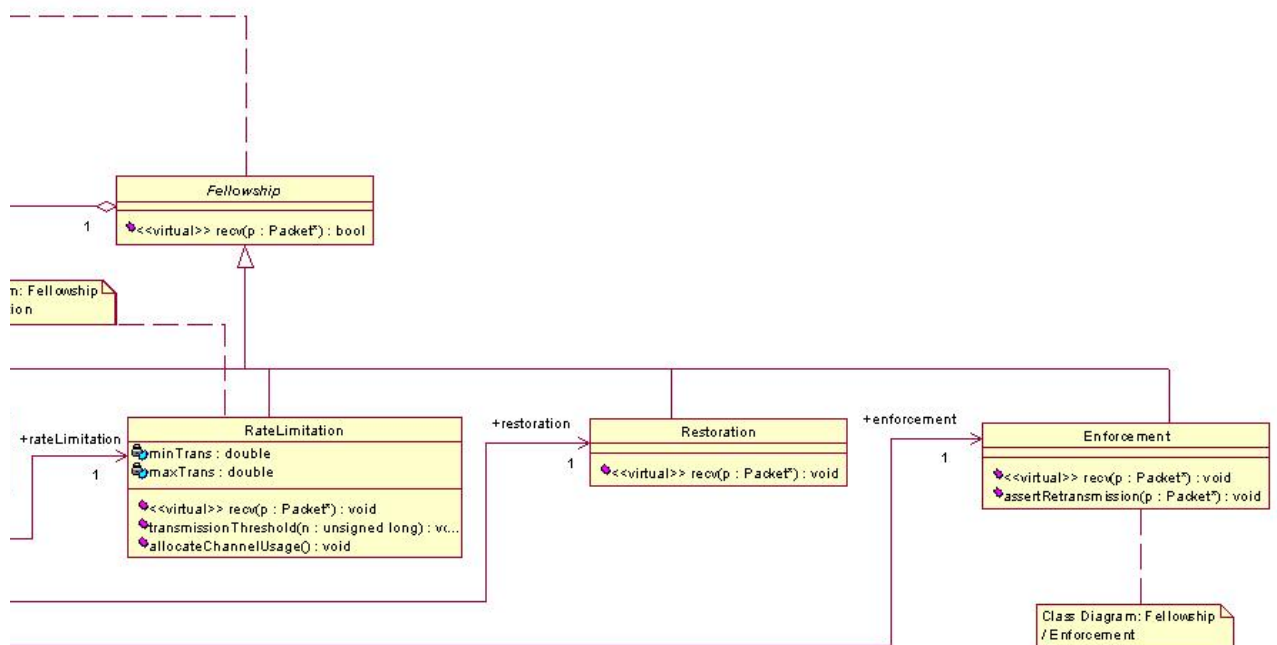 Fellowship
<<virtual>> recv(p : Packet*) : bool
1
n: Fellowship
ion
+rateLimitation
1
RateLimitation
minTrans : double
maxTrans : double
<<virtual>> recv(p : Packet*) : void
transmissionThreshold(n : unsigned long) : vc...
allocateChannelUsage() : void
+restoration
1
Restoration
<<virtual>> recv(p : Packet*) : void
+enforcement
1
Enforcement
<<virtual>> recv(p : Packet*) : void
assertRetransmission(p : Packet*) : void
Class Diagram: Fellowship
/ Enforcement